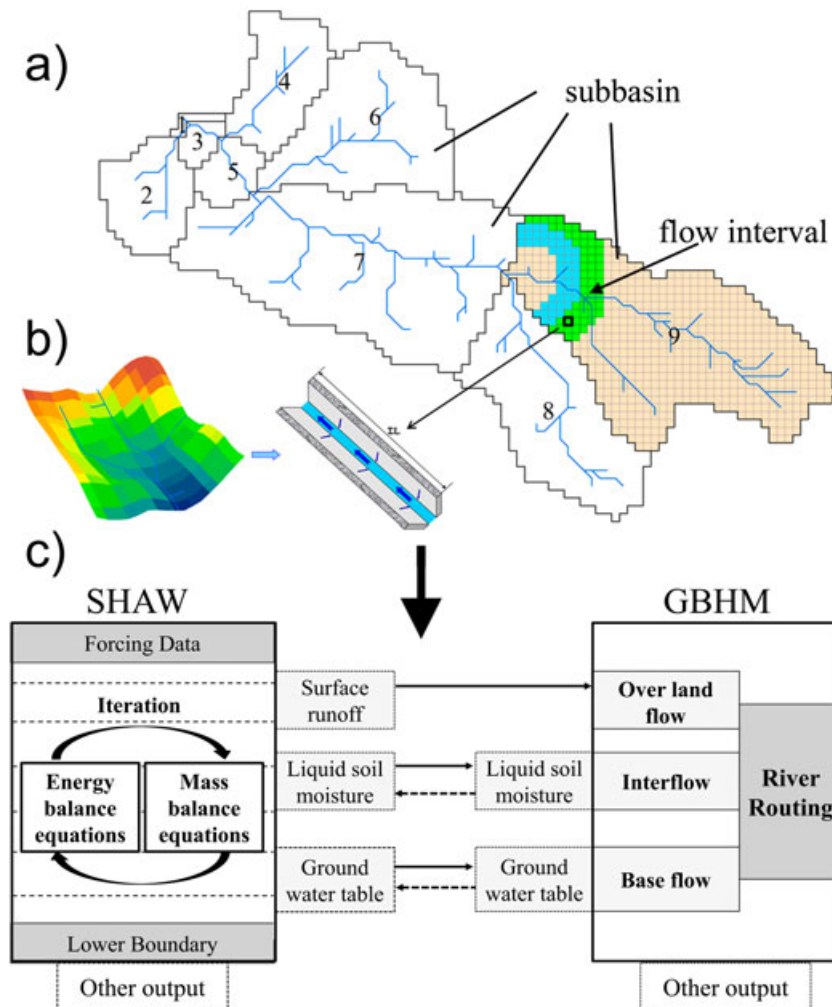 a)
subbasin
flow interval
1
2
3
4
5
6
7
8
9
b)
c)
SHAW
GBHM
Forcing Data
Iteration
Energy
balance
equations
Mass
balance
equations
Lower Boundary
Other output
Surface
runoff
Liquid soil
moisture
Ground
water table
Liquid soil
moisture
Ground
water table
Over land
flow
Interflow
Base flow
River
Routing
Other output